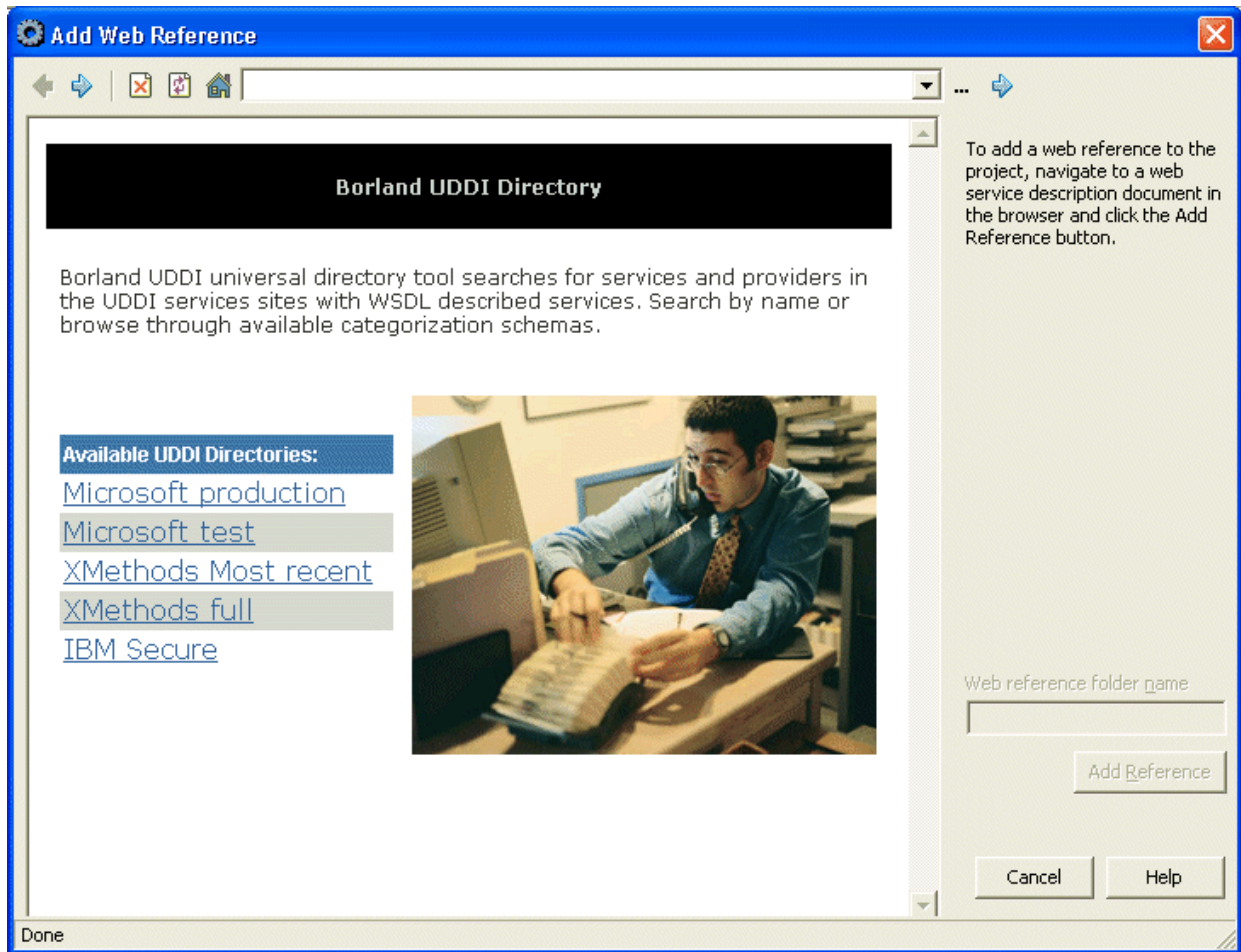 Add Web Reference
...
To add a web reference to the
project, navigate to a web
service description document in
the browser and click the Add
Reference button.
Borland UDDI Directory
Borland UDDI universal directory tool searches for services and providers in
the UDDI services sites with WSDL described services. Search by name or
browse through available categorization schemas.
Available UDDI Directories:
Microsoft production
Microsoft test
XMethods Most recent
XMethods full
IBM Secure
Web reference folder name
Add Reference
Cancel
Help
Done